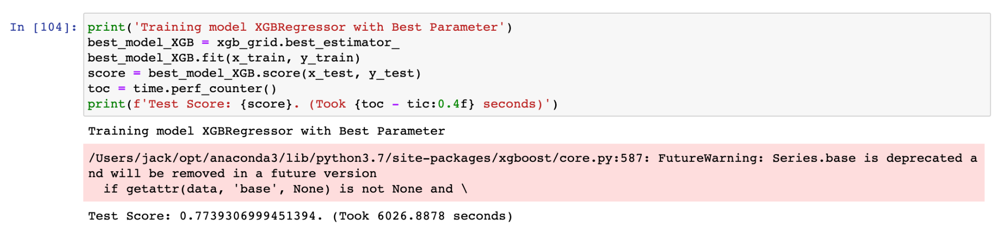 In [104]: print('Training model XGBRegressor with Best Parameter')
best_model_XGB = xgb_grid.best_estimator_
best_model_XGB.fit(x_train, y_train)
score = best_model_XGB.score(x_test, y_test)
toc = time.perf_counter()
print(f'Test Score: {score}. (Took {toc - tic:0.4f} seconds)')
Training model XGBRegressor with Best Parameter
/Users/jack/opt/anaconda3/lib/python3.7/site-packages/xgboost/core.py:587: FutureWarning: Series.base is deprecated a
nd will be removed in a future version
  if getattr(data, 'base', None) is not None and \
Test Score: 0.7739306999451394. (Took 6026.8878 seconds)